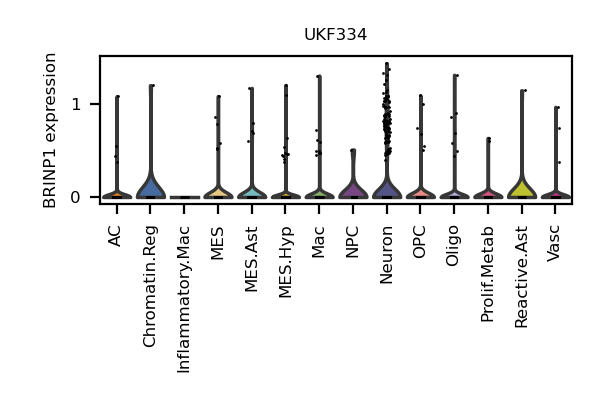 UKF334
BRINP1 expression
1
0
AC
Chromatin.Reg
Inflammatory.Mac
MES
MES.Ast
MES.Hyp
Mac
NPC
Neuron
OPC
Oligo
Prolif.Metab
Reactive.Ast
Vasc